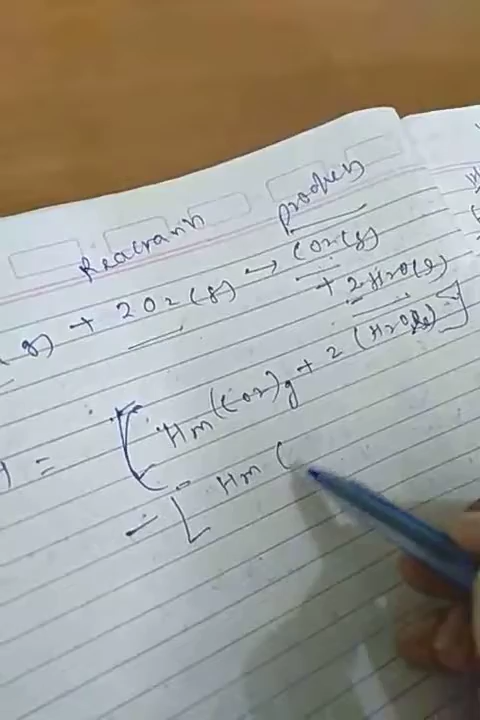 Reactants Products
g) + 2O2(g) → CO2(g)
+ 2H2O(l)
H = [Hm(CO2)g + 2(H2O)]
- [Hm(